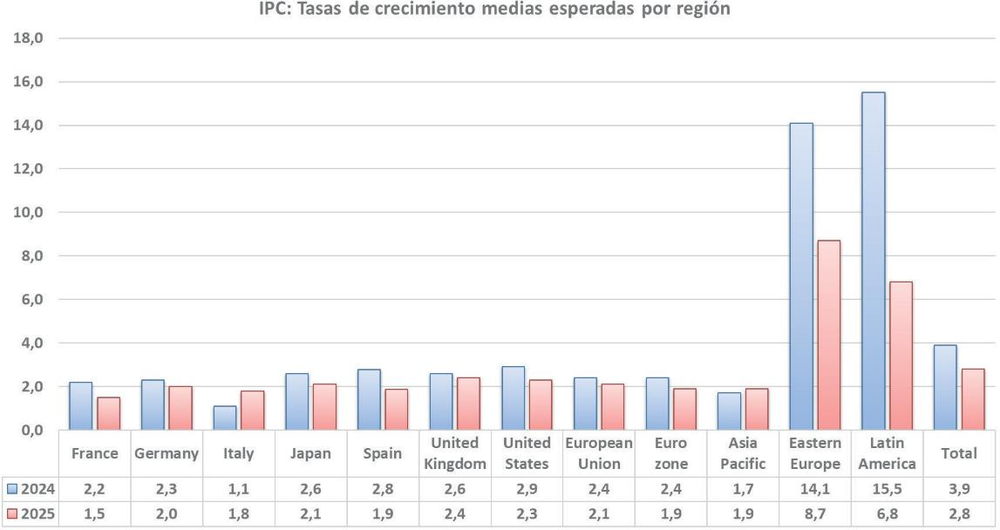 IPC: Tasas de crecimiento medias esperadas por región
18,0
16,0
14,0
12,0
10,0
8,0
6,0
4,0
2,0
0,0
France Germany Italy Japan Spain United Kingdom United States European Union Euro zone Asia Pacific Eastern Europe Latin America Total
2024 2,2 2,3 1,1 2,6 2,8 2,6 2,9 2,4 2,4 1,7 14,1 15,5 3,9
2025 1,5 2,0 1,8 2,1 1,9 2,4 2,3 2,1 1,9 1,9 8,7 6,8 2,8